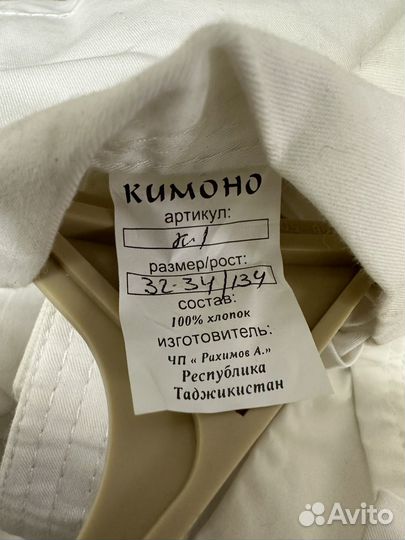 кимоно
артикул:
размер/рост:
32-34/134
состав:
100% хлопок
изготовитель:
ЧП « Рахимов А.»
Республика
Таджикистан
Avito